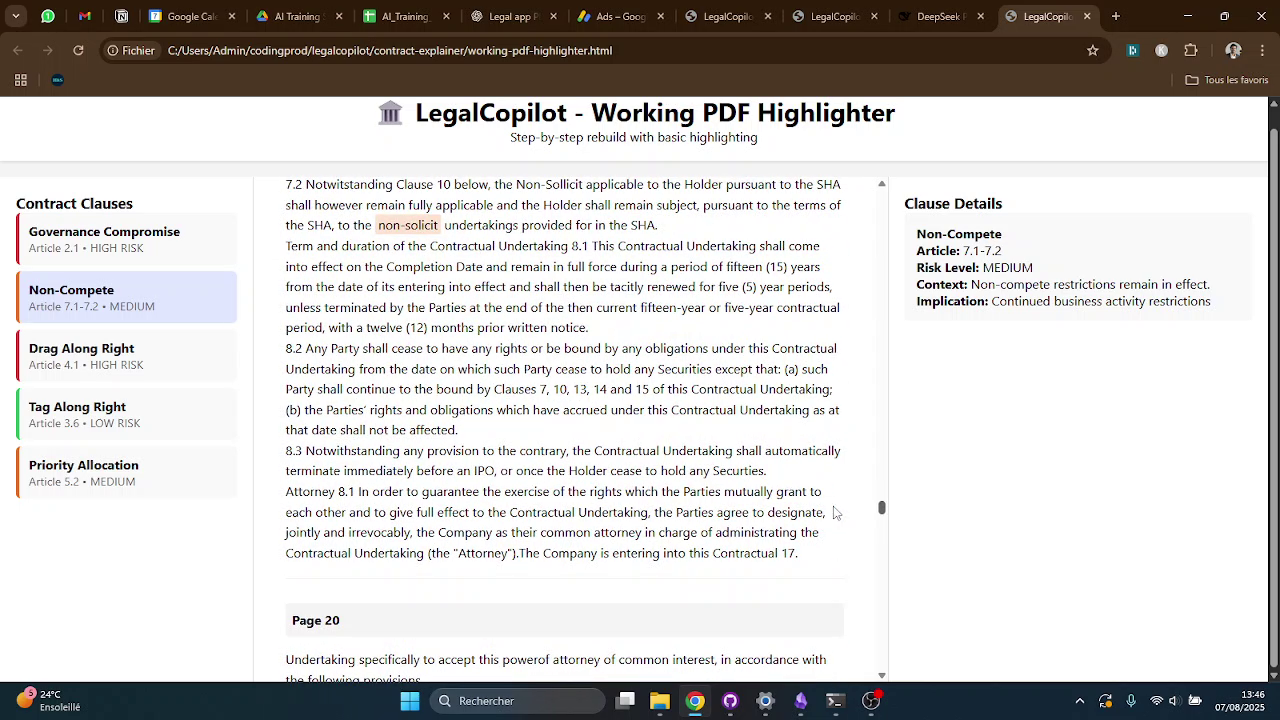 Google Cal
AI Training S
AI_Training_
Legal app P
Ads – Goog
LegalCopilo
LegalCopilo
DeepSeek
LegalCopilo
Fichier
C:/Users/Admin/codingprod/legalcopilot/contract-explainer/working-pdf-highlighter.html
Tous les favoris
LegalCopilot - Working PDF Highlighter
Step-by-step rebuild with basic highlighting
Contract Clauses
Governance Compromise
Article 2.1 • HIGH RISK
Non-Compete
Article 7.1-7.2 • MEDIUM
Drag Along Right
Article 4.1 • HIGH RISK
Tag Along Right
Article 3.6 • LOW RISK
Priority Allocation
Article 5.2 • MEDIUM
7.2 Notwitstanding Clause 10 below, the Non-Sollicit applicable to the Holder pursuant to the SHA
shall however remain fully applicable and the Holder shall remain subject, pursuant to the terms of
the SHA, to the non-solicit undertakings provided for in the SHA.
Term and duration of the Contractual Undertaking 8.1 This Contractual Undertaking shall come
into effect on the Completion Date and remain in full force during a period of fifteen (15) years
from the date of its entering into effect and shall then be tacitly renewed for five (5) year periods,
unless terminated by the Parties at the end of the then current fifteen-year or five-year contractual
period, with a twelve (12) months prior written notice.
8.2 Any Party shall cease to have any rights or be bound by any obligations under this Contractual
Undertaking from the date on which such Party cease to hold any Securities except that: (a) such
Party shall continue to the bound by Clauses 7, 10, 13, 14 and 15 of this Contractual Undertaking;
(b) the Parties' rights and obligations which have accrued under this Contractual Undertaking as at
that date shall not be affected.
8.3 Notwithstanding any provision to the contrary, the Contractual Undertaking shall automatically
terminate immediately before an IPO, or once the Holder cease to hold any Securities.
Attorney 8.1 In order to guarantee the exercise of the rights which the Parties mutually grant to
each other and to give full effect to the Contractual Undertaking, the Parties agree to designate,
jointly and irrevocably, the Company as their common attorney in charge of administrating the
Contractual Undertaking (the "Attorney").The Company is entering into this Contractual 17.
Page 20
Undertaking specifically to accept this powerof attorney of common interest, in accordance with
the following provisions
Clause Details
Non-Compete
Article: 7.1-7.2
Risk Level: MEDIUM
Context: Non-compete restrictions remain in effect.
Implication: Continued business activity restrictions
5
24°C
Ensoleillé
Rechercher
13:46
07/08/2025